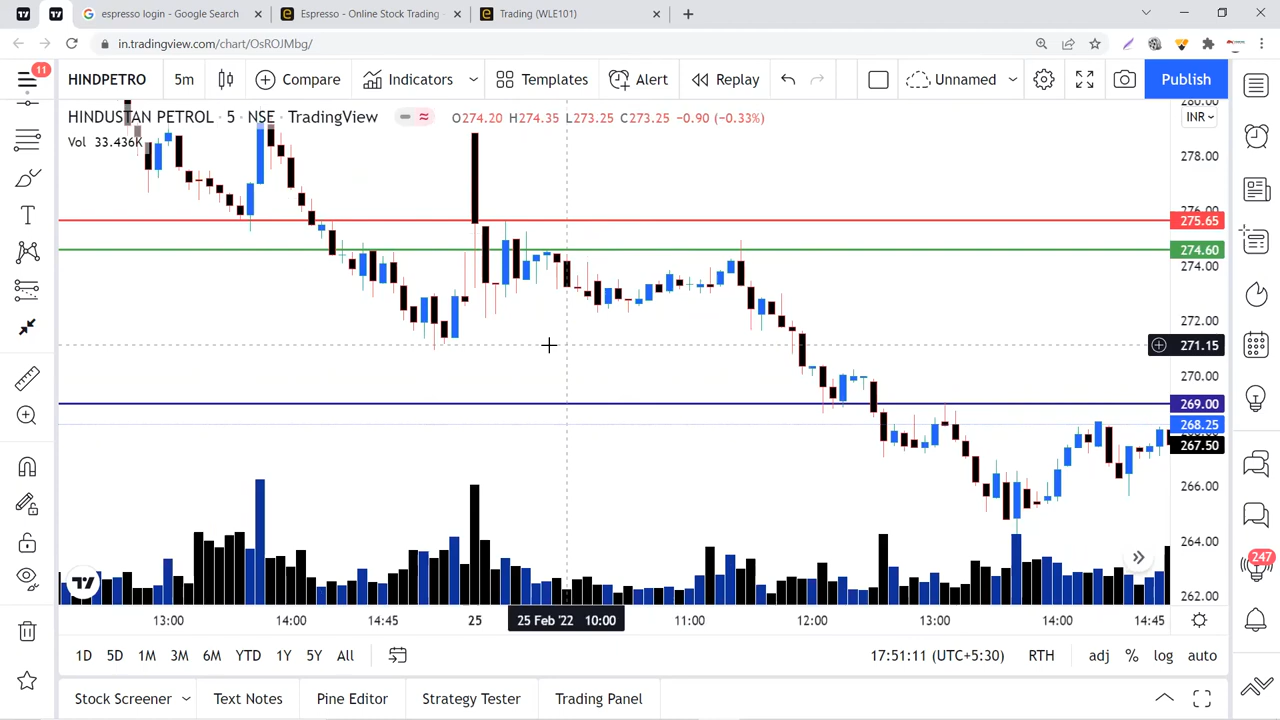 espresso login - Google Search
Espresso - Online Stock Trading
Trading (WLE101)
in.tradingview.com/chart/OsROJMbg/
11
HINDPETRO
5m
Compare
Indicators
Templates
Alert
Replay
Unnamed
Publish
HINDUSTAN PETROL · 5 · NSE · TradingView
O274.20 H274.35 L273.25 C273.25 −0.90 (−0.33%)
Vol 33.436K
INR
280.00
278.00
276.00
275.65
274.60
274.00
272.00
271.15
270.00
269.00
268.25
267.50
266.00
264.00
262.00
247
13:00
14:00
14:45
25
25 Feb '22 10:00
11:00
12:00
13:00
14:00
14:45
1D 5D 1M 3M 6M YTD 1Y 5Y All
17:51:11 (UTC+5:30)
RTH
adj % log auto
Stock Screener
Text Notes
Pine Editor
Strategy Tester
Trading Panel